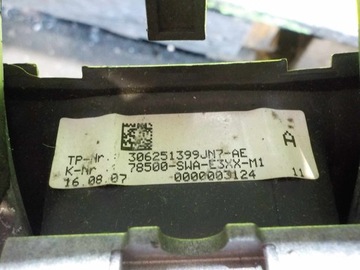 TP-Nr. 306251399JN7-AE
K-Nr. 78500-SWA-E3XX-M1
16.08.07 0000003124
A
11